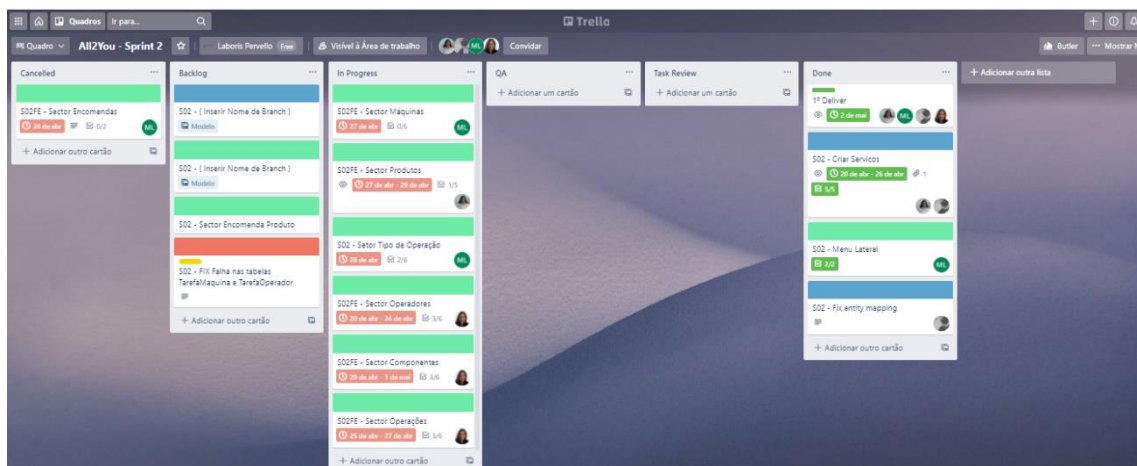 Quadros
Ir para...
Trello
Quadro
All2You - Sprint 2
Laboris Pervello
Free
Visível à Área de trabalho
ML
Convidar
Butler
Mostrar
Cancelled
S02FE - Sector Encomendas
24 de abr
0/2
ML
+ Adicionar outro cartão
Backlog
S02 - ( Inserir Nome de Branch )
Modelo
S02 - ( Inserir Nome de Branch )
Modelo
S02 - Sector Encomenda Produto
S02 - FIX Falha nas tabelas
TarefaMaquina e TarefaOperador
+ Adicionar outro cartão
In Progress
S02FE - Sector Máquinas
27 de abr
0/6
ML
S02FE - Sector Produtos
27 de abr - 29 de abr
1/5
S02 - Setor Tipo de Operação
28 de abr
2/6
ML
S02FE - Sector Operadores
20 de abr - 24 de abr
3/6
S02FE - Sector Componentes
29 de abr - 1 de mai
3/6
S02FE - Sector Operações
25 de abr - 27 de abr
3/6
+ Adicionar outro cartão
QA
+ Adicionar um cartão
Task Review
+ Adicionar um cartão
Done
1º Deliver
2 de mai
ML
S02 - Criar Servicos
20 de abr - 26 de abr
1
5/5
S02 - Menu Lateral
2/2
ML
S02 - Fix entity mapping
+ Adicionar outro cartão
+ Adicionar outra lista